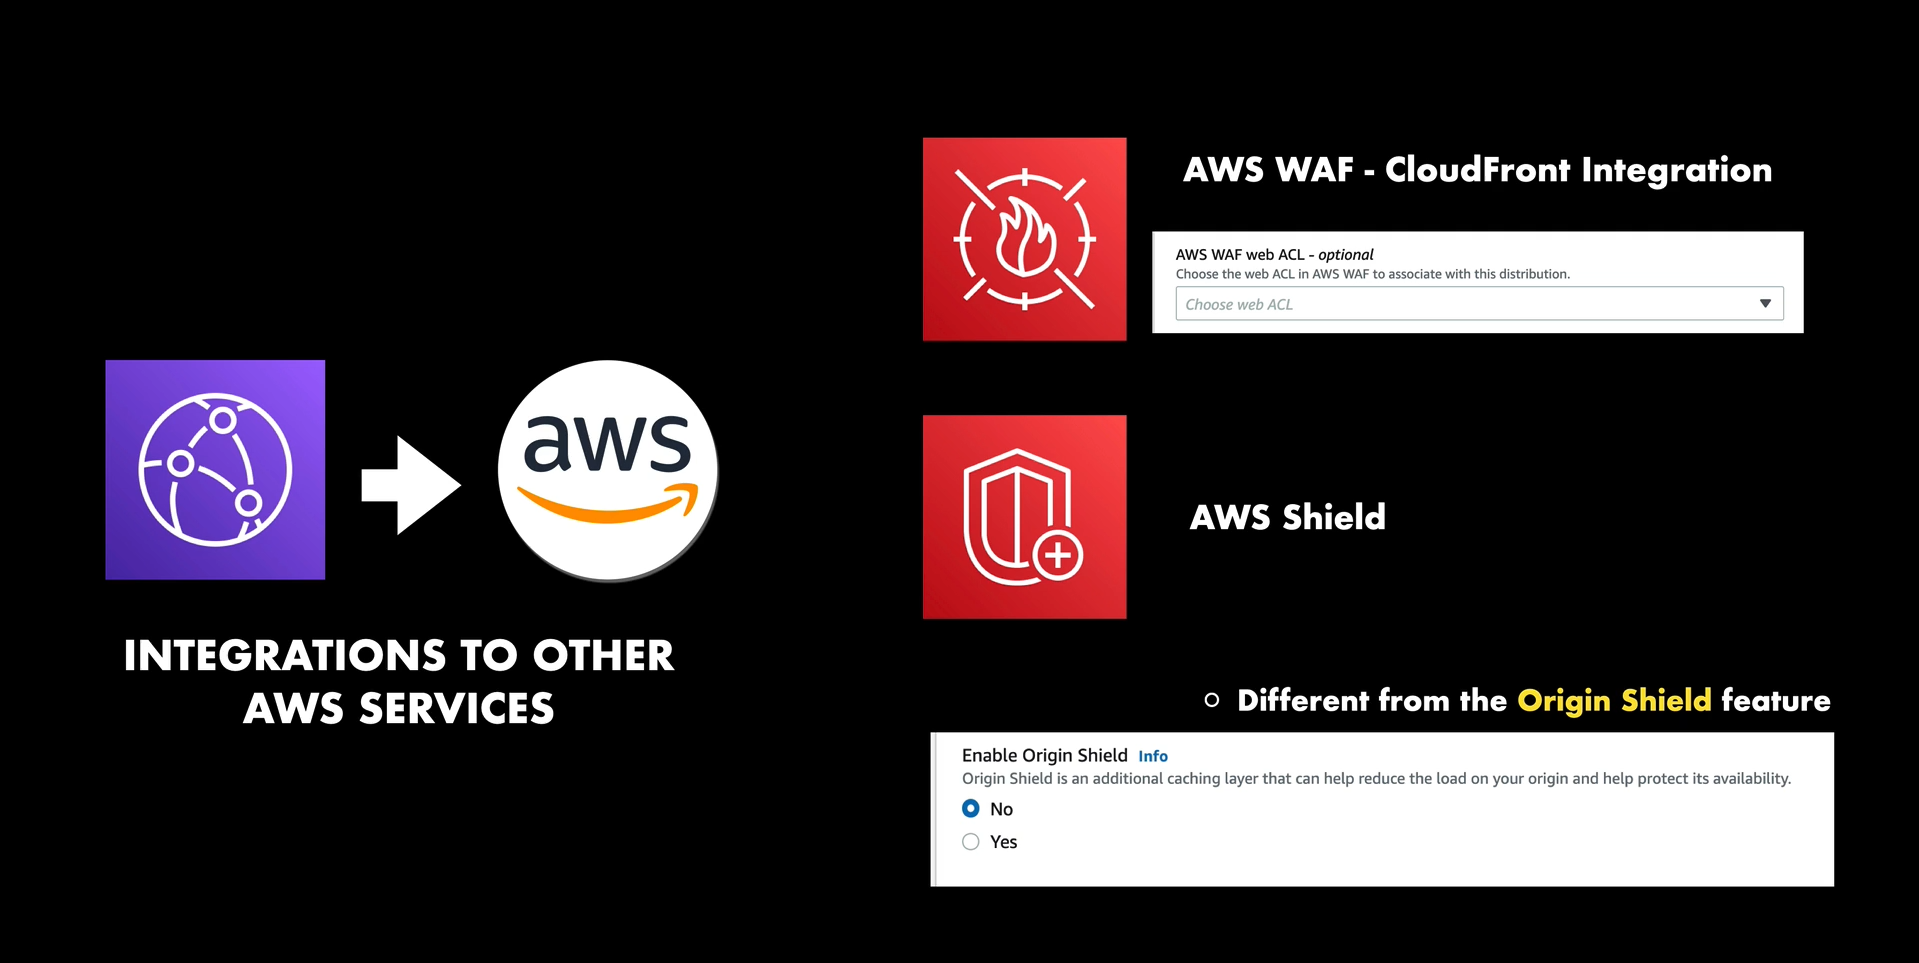 aws
INTEGRATIONS TO OTHER
AWS SERVICES
AWS WAF - CloudFront Integration
AWS WAF web ACL - optional
Choose the web ACL in AWS WAF to associate with this distribution.
Choose web ACL
AWS Shield
Different from the Origin Shield feature
Enable Origin Shield Info
Origin Shield is an additional caching layer that can help reduce the load on your origin and help protect its availability.
No
Yes